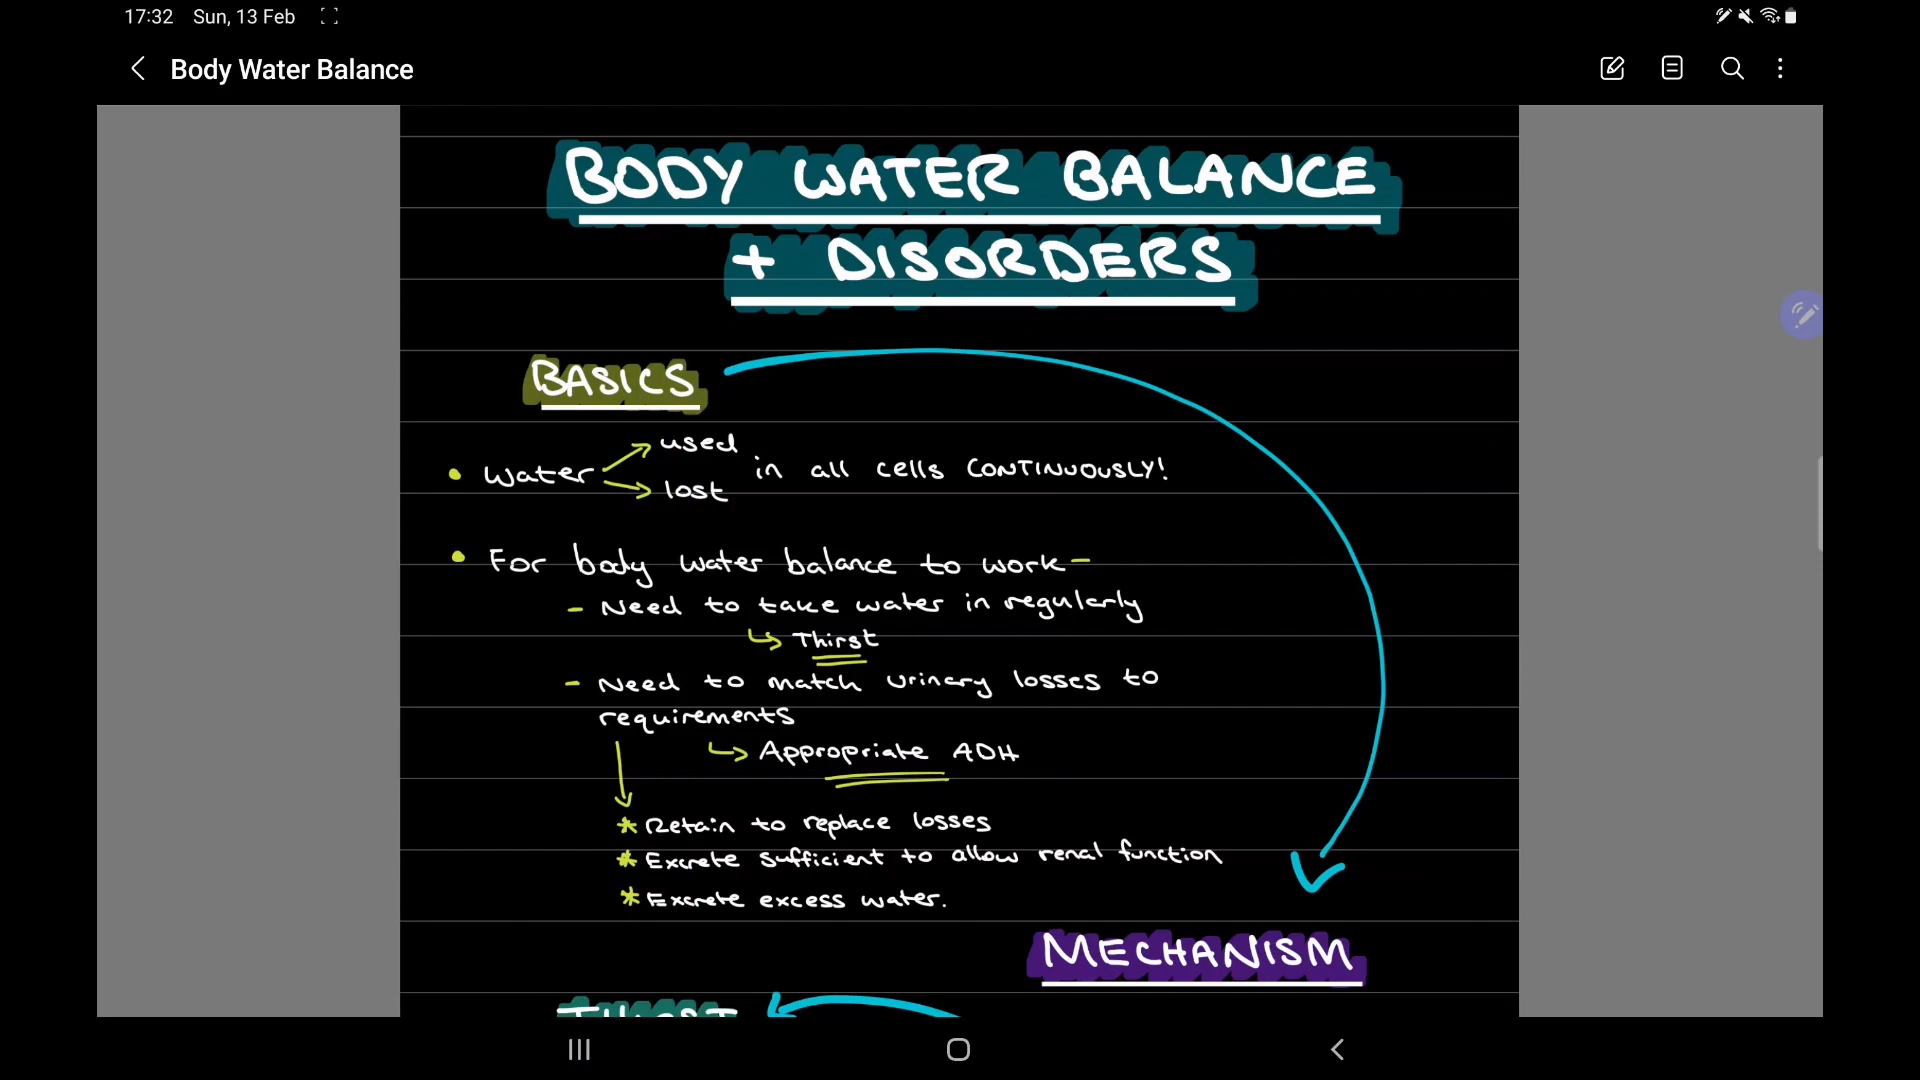 17:32 Sun, 13 Feb
Body Water Balance
BODY WATER BALANCE
+ DISORDERS
BASICS
• Water → used
→ lost
in all cells CONTINUOUSLY!
• For body water balance to work -
- Need to take water in regularly
↳ Thirst
- Need to match urinary losses to
requirements
↳ Appropriate ADH
* Retain to replace losses
* Excrete sufficient to allow renal function
* Excrete excess water.
MECHANISM
THIRST